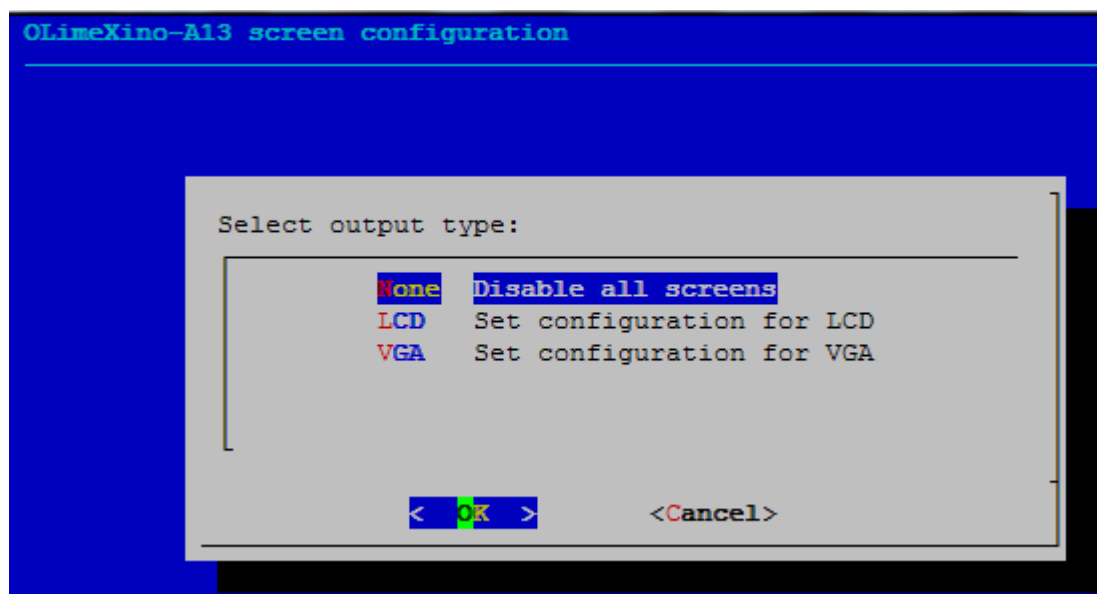 OLimeXino-A13 screen configuration
Select output type:
None Disable all screens
LCD Set configuration for LCD
VGA Set configuration for VGA
< OK > <Cancel>